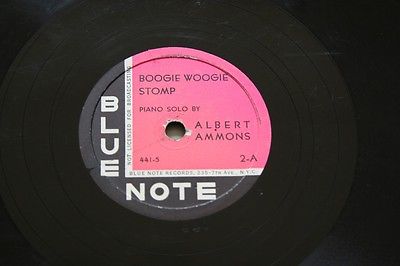 BOOGIE WOOGIE
STOMP
PIANO SOLO BY
ALBERT
AMMONS
441-5
2-A
NOT LICENSED FOR BROADCASTING
BLUE
NOTE
BLUE NOTE RECORDS, 235-7TH AVE., N.Y.C.